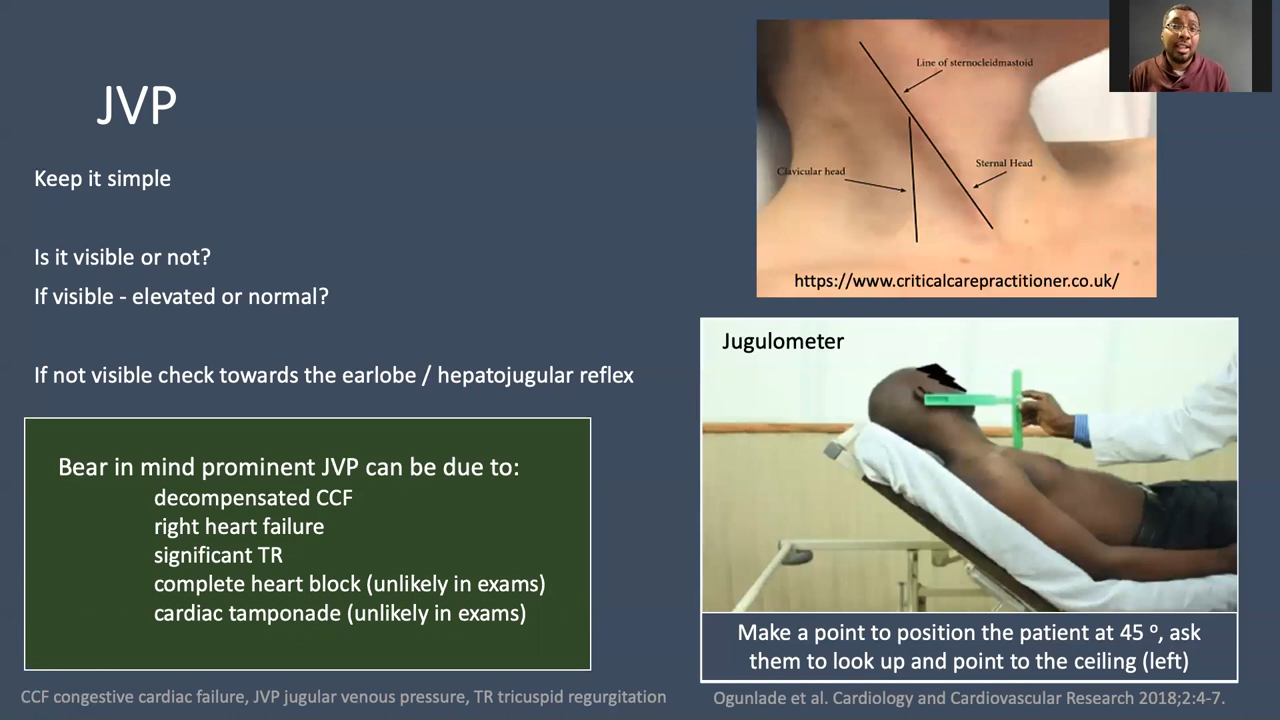 JVP
Keep it simple
Is it visible or not?
If visible - elevated or normal?
If not visible check towards the earlobe / hepatojugular reflex
Bear in mind prominent JVP can be due to:
decompensated CCF
right heart failure
significant TR
complete heart block (unlikely in exams)
cardiac tamponade (unlikely in exams)
CCF congestive cardiac failure, JVP jugular venous pressure, TR tricuspid regurgitation
Line of sternocleidmastoid
Sternal Head
Clavicular head
https://www.criticalcarepractitioner.co.uk/
Jugulometer
Make a point to position the patient at 45 º, ask
them to look up and point to the ceiling (left)
Ogunlade et al. Cardiology and Cardiovascular Research 2018;2:4-7.